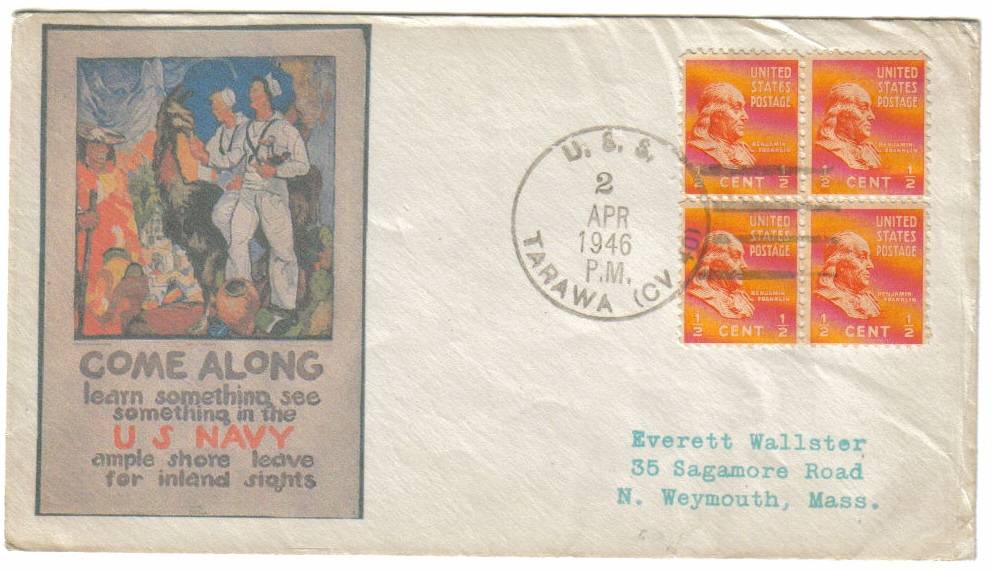 COME ALONG
learn something see
something in the
U S NAVY
ample shore leave
for inland sights
U. S. S.
2
APR
1946
P.M.
TARAWA (CV 40)
UNITED
STATES
POSTAGE
BENJAMIN
FRANKLIN
1/2 CENT 1/2
UNITED
STATES
POSTAGE
BENJAMIN
FRANKLIN
1/2 CENT 1/2
UNITED
STATES
POSTAGE
BENJAMIN
FRANKLIN
1/2 CENT 1/2
UNITED
STATES
POSTAGE
BENJAMIN
FRANKLIN
1/2 CENT 1/2
Everett Wallster
35 Sagamore Road
N. Weymouth, Mass.